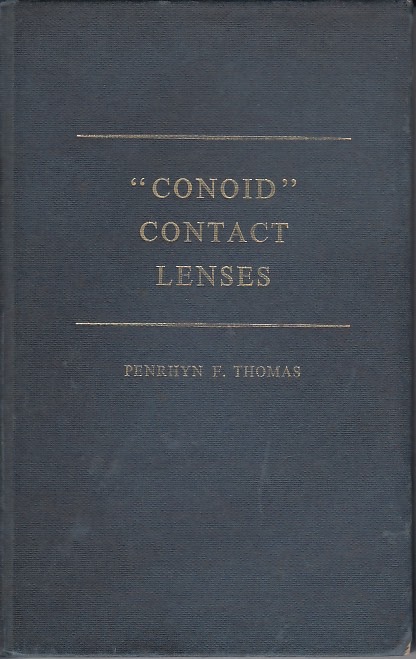 “CONOID”
CONTACT
LENSES
PENRHYN F. THOMAS